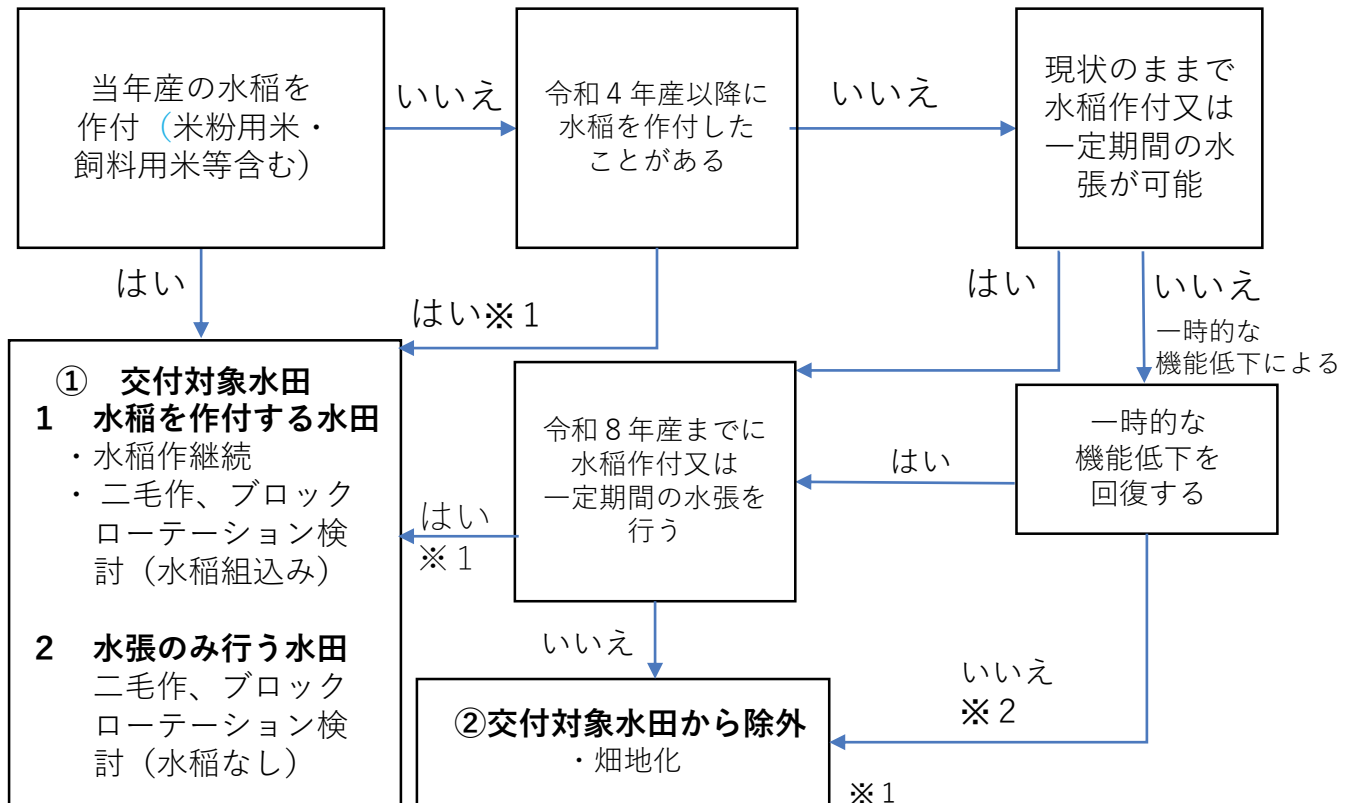 当年産の水稲を
作付（米粉用米・
飼料用米等含む）
いいえ
令和４年産以降に
水稲を作付した
ことがある
いいえ
現状のままで
水稲作付又は
一定期間の水
張が可能
はい
はい※１
はい
いいえ
一時的な
機能低下による
① 交付対象水田
1 水稲を作付する水田
・水稲作継続
・ 二毛作、ブロック
ローテーション検
討（水稲組込み）
2 水張のみ行う水田
二毛作、ブロック
ローテーション検
討（水稲なし）
はい
※１
令和８年産までに
水稲作付又は
一定期間の水張を
行う
はい
一時的な
機能低下を
回復する
いいえ
いいえ
※２
②交付対象水田から除外
・畑地化
※１